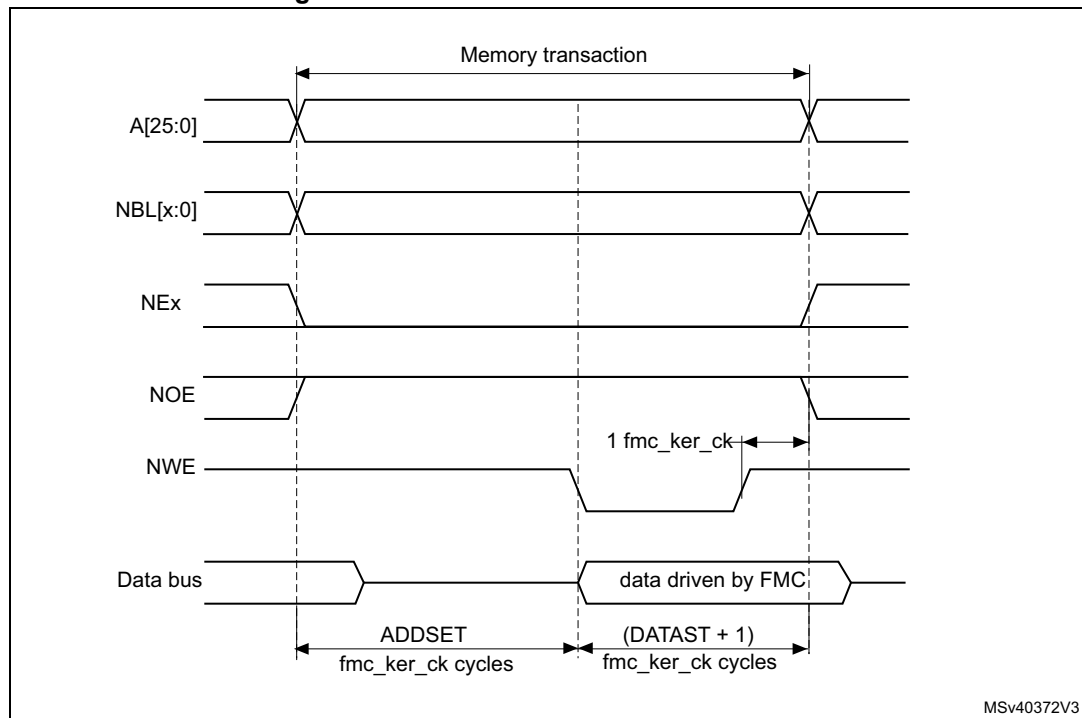 Memory transaction
A[25:0]
NBL[x:0]
NEx
NOE
1 fmc_ker_ck
NWE
Data bus
data driven by FMC
ADDSET
(DATAST + 1)
fmc_ker_ck cycles
fmc_ker_ck cycles
MSv40372V3